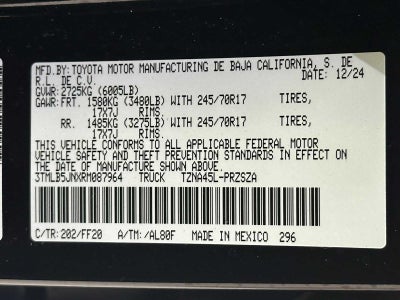 MFD.BY:TOYOTA MOTOR MANUFACTURING DE BAJA CALIFORNIA, S. DE
R.L. DE C.V. DATE: 12/24
GVWR: 2725KG (6005LB)
GAWR: FRT. 1580KG (3480LB) WITH 245/70R17 TIRES,
17X7J RIMS.
RR. 1485KG (3275LB) WITH 245/70R17 TIRES,
17X7J RIMS.
THIS VEHICLE CONFORMS TO ALL APPLICABLE FEDERAL MOTOR
VEHICLE SAFETY AND THEFT PREVENTION STANDARDS IN EFFECT ON
THE DATE OF MANUFACTURE SHOWN ABOVE.
3TMLB5JNXRM087964 TRUCK TZNA45L-PRZSZA
C/TR: 202/FF20 A/TM: /AL80F MADE IN MEXICO 296